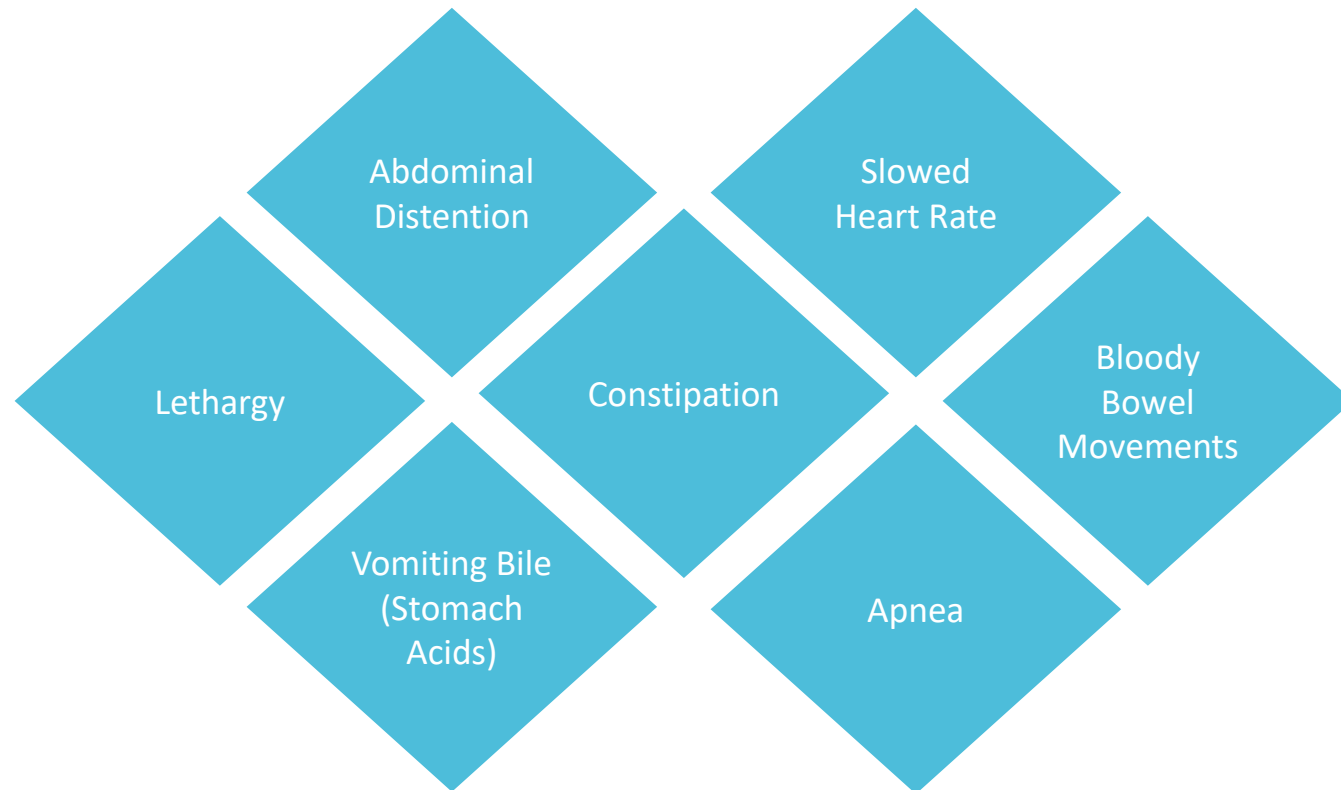 Abdominal
Distention
Slowed
Heart Rate
Lethargy
Constipation
Bloody
Bowel
Movements
Vomiting Bile
(Stomach
Acids)
Apnea